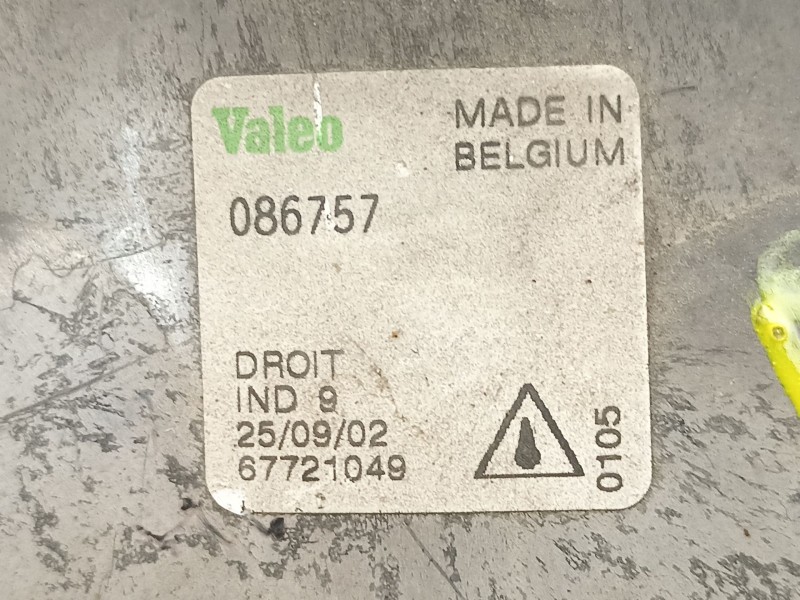 Valeo
MADE IN
BELGIUM
086757
DROIT
IND 9
25/09/02
67721049
0105